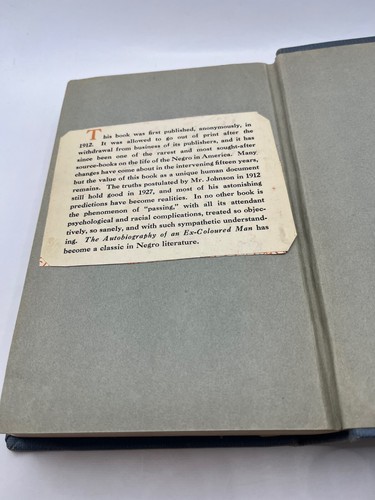 This book was first published, anonymously, in
1912. It was allowed to go out of print after the
withdrawal from business of its publishers, and it has
since been one of the rarest and most sought-after
source-books on the life of the Negro in America. Many
changes have come about in the intervening fifteen years,
but the value of this book as a unique human document
remains. The truths postulated by Mr. Johnson in 1912
still hold good in 1927, and most of his astonishing
predictions have become realities. In no other book is
the phenomenon of "passing," with all its attendant
psychological and racial complications, treated so objec-
tively, so sanely, and with such sympathetic understand-
ing. The Autobiography of an Ex-Coloured Man has
become a classic in Negro literature.